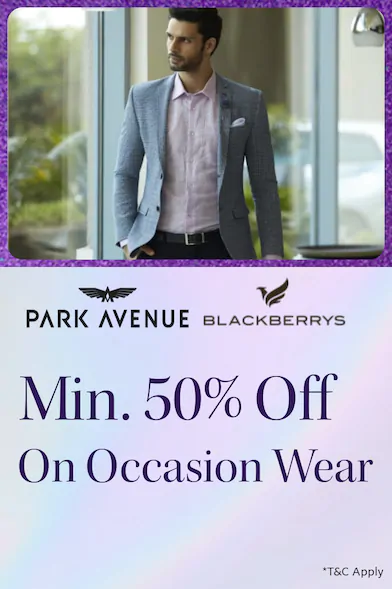 PARK AVENUE BLACKBERRYS
Min. 50% Off
On Occasion Wear
*T&C Apply